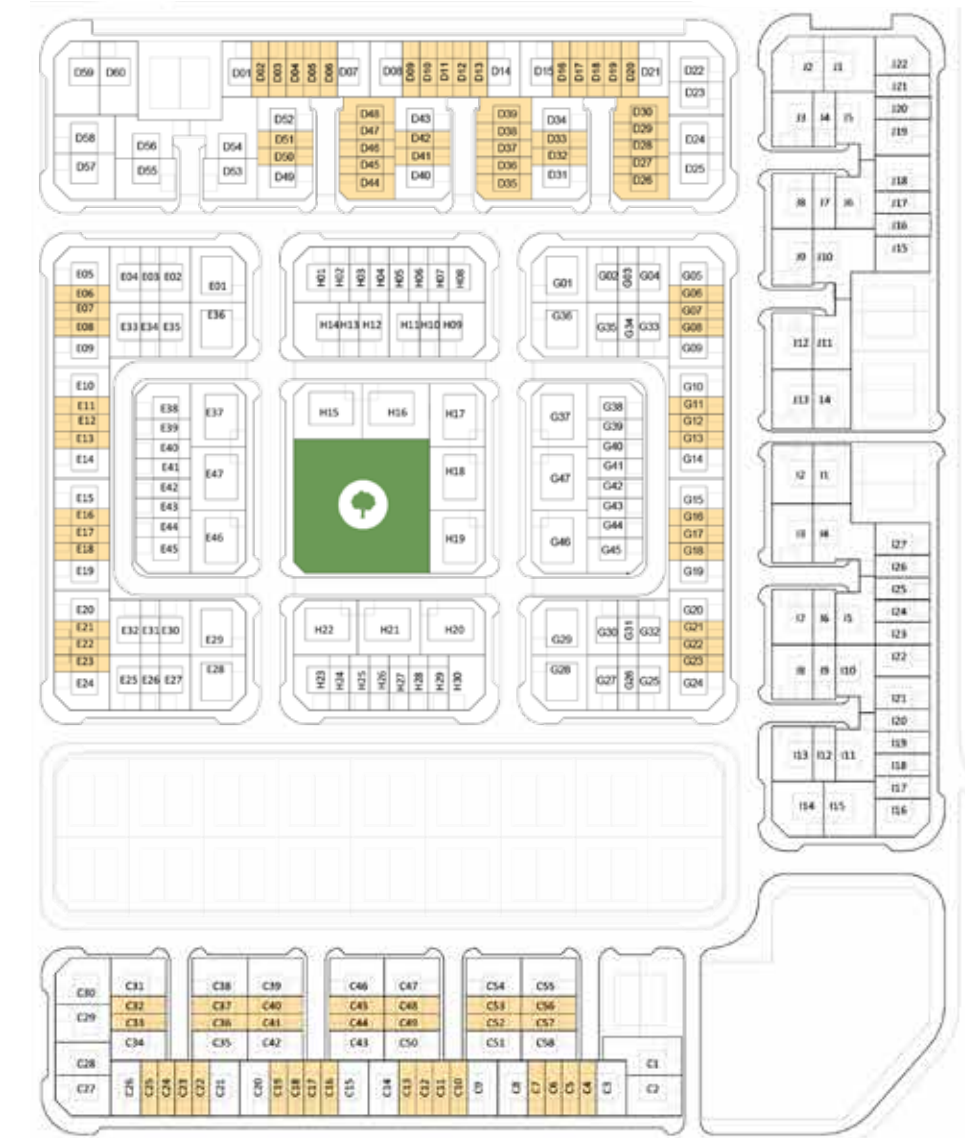 D59 D60 D01 D02 D03 D04 D05 D06 D07 D08 D09 D10 D11 D12 D13 D14 D15 D16 D17 D18 D19 D20 D21 D22
D23
D58 D56 D54 D52 D48 D43 D39 D34 D30 D24
D51 D47 D42 D38 D33 D29
D57 D55 D53 D50 D46 D41 D37 D32 D28 D25
D49 D45 D40 D36 D31 D27
D44 D35 D26
E05 E04 E03 E02 E01 H01 H02 H03 H04 H05 H06 H07 H08 G01 G02 G03 G04 G05
E06 G06
E07 E33 E34 E35 E36 H14 H13 H12 H11 H10 H09 G36 G35 G34 G33 G07
E08 G08
E09 G09
E10 G10
E11 E38 E37 H15 H16 H17 G37 G38 G11
E12 E39 G39 G12
E13 E40 G40 G13
E14 E41 E47 H18 G47 G41 G14
E42 G42
E15 E43 G43 G15
E16 E44 E46 H19 G46 G44 G16
E17 E45 G45 G17
E18 G18
E19 G19
E20 G20
E21 E32 E31 E30 E29 H22 H21 H20 G29 G30 G31 G32 G21
E22 G22
E23 E25 E26 E27 E28 H23 H24 H25 H26 H27 H28 H29 H30 G28 G27 G26 G25 G23
E24 G24
J2 J1 J22
J21
J3 J4 J5 J20
J19
J18
J8 J7 J6 J17
J16
J9 J10 J15
J12 J11
J13 14
I2 I1
I3 I4 I27
I26
I25
I7 I6 I5 I24
I23
I8 I9 I10 I22
I21
I20
I13 I12 I11 I19
I18
I17
I14 I15 I16
C30 C31 C38 C39 C46 C47 C54 C55
C32 C37 C40 C45 C48 C53 C56
C29 C33 C36 C41 C44 C49 C52 C57
C34 C35 C42 C43 C50 C51 C58
C28 C1
C27 C26 C25 C24 C23 C22 C21 C20 C19 C18 C17 C16 C15 C14 C13 C12 C11 C10 C9 C8 C7 C6 C5 C4 C3 C2